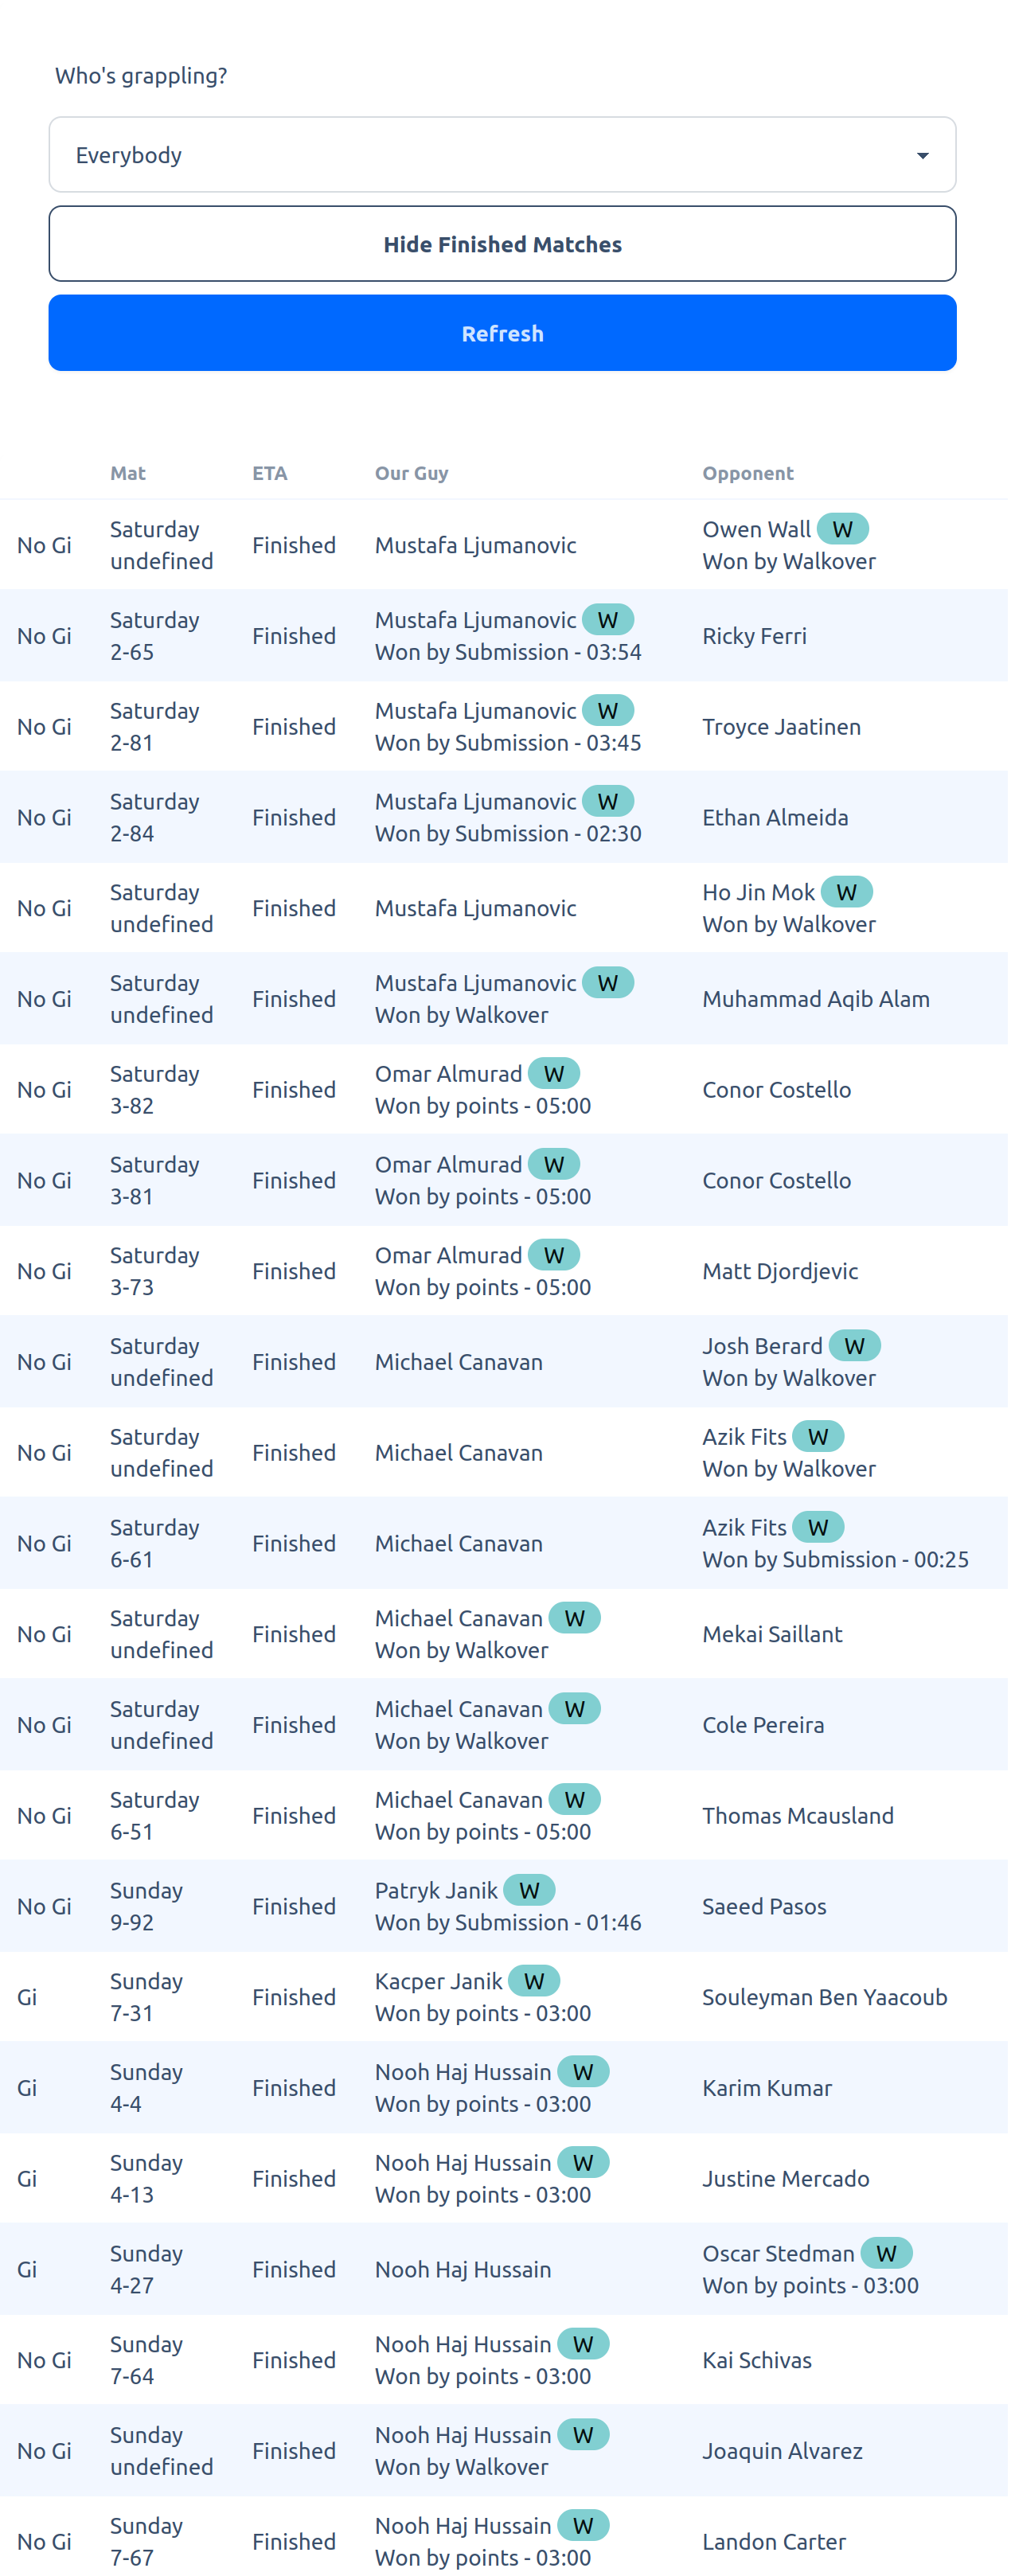 Who's grappling?
Everybody
Hide Finished Matches
Refresh
Mat ETA Our Guy Opponent
No Gi Saturday undefined Finished Mustafa Ljumanovic Owen Wall W Won by Walkover
No Gi Saturday 2-65 Finished Mustafa Ljumanovic W Won by Submission - 03:54 Ricky Ferri
No Gi Saturday 2-81 Finished Mustafa Ljumanovic W Won by Submission - 03:45 Troyce Jaatinen
No Gi Saturday 2-84 Finished Mustafa Ljumanovic W Won by Submission - 02:30 Ethan Almeida
No Gi Saturday undefined Finished Mustafa Ljumanovic Ho Jin Mok W Won by Walkover
No Gi Saturday undefined Finished Mustafa Ljumanovic W Won by Walkover Muhammad Aqib Alam
No Gi Saturday 3-82 Finished Omar Almurad W Won by points - 05:00 Conor Costello
No Gi Saturday 3-81 Finished Omar Almurad W Won by points - 05:00 Conor Costello
No Gi Saturday 3-73 Finished Omar Almurad W Won by points - 05:00 Matt Djordjevic
No Gi Saturday undefined Finished Michael Canavan Josh Berard W Won by Walkover
No Gi Saturday undefined Finished Michael Canavan Azik Fits W Won by Walkover
No Gi Saturday 6-61 Finished Michael Canavan Azik Fits W Won by Submission - 00:25
No Gi Saturday undefined Finished Michael Canavan W Won by Walkover Mekai Saillant
No Gi Saturday undefined Finished Michael Canavan W Won by Walkover Cole Pereira
No Gi Saturday 6-51 Finished Michael Canavan W Won by points - 05:00 Thomas Mcausland
No Gi Sunday 9-92 Finished Patryk Janik W Won by Submission - 01:46 Saeed Pasos
Gi Sunday 7-31 Finished Kacper Janik W Won by points - 03:00 Souleyman Ben Yaacoub
Gi Sunday 4-4 Finished Nooh Haj Hussain W Won by points - 03:00 Karim Kumar
Gi Sunday 4-13 Finished Nooh Haj Hussain W Won by points - 03:00 Justine Mercado
Gi Sunday 4-27 Finished Nooh Haj Hussain Oscar Stedman W Won by points - 03:00
No Gi Sunday 7-64 Finished Nooh Haj Hussain W Won by points - 03:00 Kai Schivas
No Gi Sunday undefined Finished Nooh Haj Hussain W Won by Walkover Joaquin Alvarez
No Gi Sunday 7-67 Finished Nooh Haj Hussain W Won by points - 03:00 Landon Carter